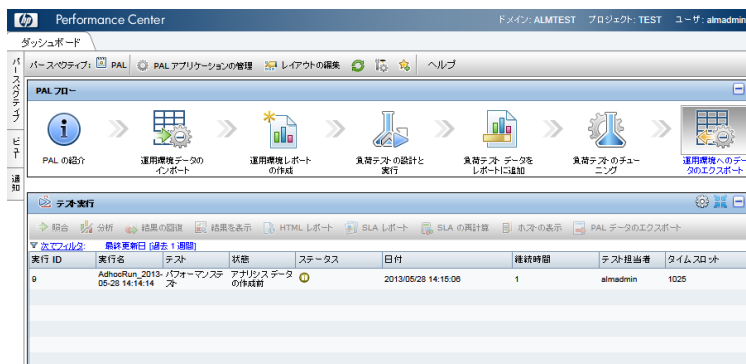 hp Performance Center
ドメイン: ALMTEST プロジェクト: TEST ユーザ: almadmin
ダッシュボード
パースペクティブ
ビュー
通知
パースペクティブ: PAL PAL アプリケーションの管理 レイアウトの編集 ヘルプ
PAL フロー
PAL の紹介
運用環境データの
インポート
運用環境レポート
の作成
負荷テストの設計と
実行
負荷テスト データを
レポートに追加
負荷テストのチュー
ニング
運用環境へのデー
タのエクスポート
テスト実行
照合 分析 結果の回復 結果を表示 HTML レポート SLA レポート SLA の再計算 ホストの表示 PAL データのエクスポート
次でフィルタ: 最終更新日 [過去 1 週間]
実行 ID 実行名 テスト 状態 ステータス 日付 継続時間 テスト担当者 タイムスロット
9 AdhocRun_2013-05-28 14:14:14 パフォーマンステスト アナリシス データの作成前 2013/05/28 14:15:06 1 almadmin 1025